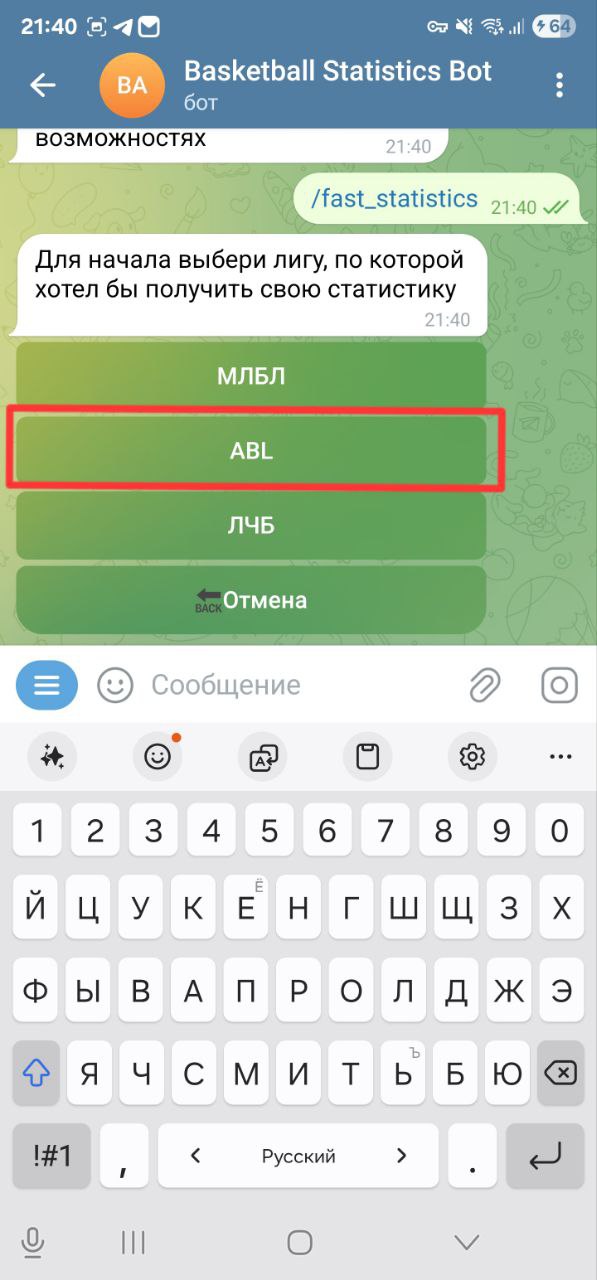 21:40
64
BA
Basketball Statistics Bot
бот
возможностях
21:40
/fast_statistics
21:40
Для начала выбери лигу, по которой
хотел бы получить свою статистику
21:40
МЛБЛ
ABL
ЛЧБ
BACK Отмена
Сообщение
1 2 3 4 5 6 7 8 9 0
Й Ц У К Е Ё Н Г Ш Щ З Х
Ф Ы В А П Р О Л Д Ж Э
Я Ч С М И Т Ь Ъ Б Ю
!#1 , < Русский > .